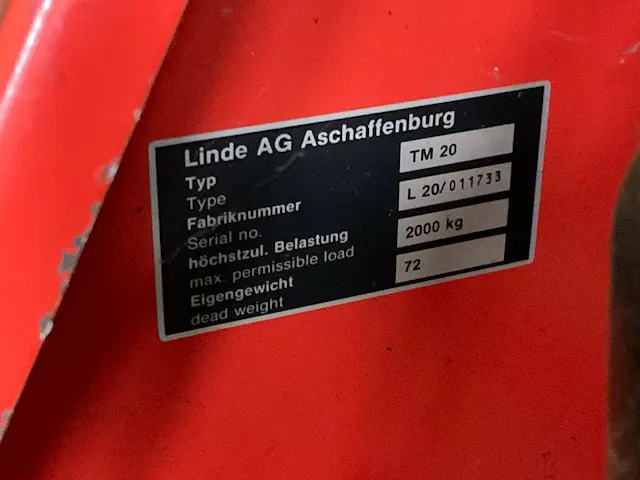 Linde AG Aschaffenburg
Typ
Type
TM 20
Fabriknummer
Serial no.
L 20/011733
höchstzul. Belastung
max. permissible load
2000 kg
Eigengewicht
dead weight
72